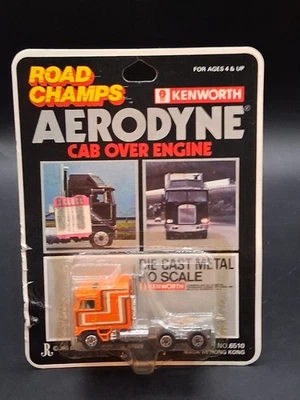 ROAD
CHAMPS
FOR AGES 4 & UP
KENWORTH
AERODYNE®
CAB OVER ENGINE
DIE CAST METAL
O SCALE
KENWORTH
JR
NO.6510
HONG KONG